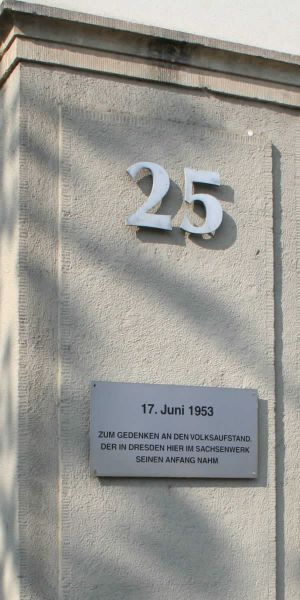 25
17. Juni 1953
ZUM GEDENKEN AN DEN VOLKSAUFSTAND,
DER IN DRESDEN HIER IM SACHSENWERK
SEINEN ANFANG NAHM